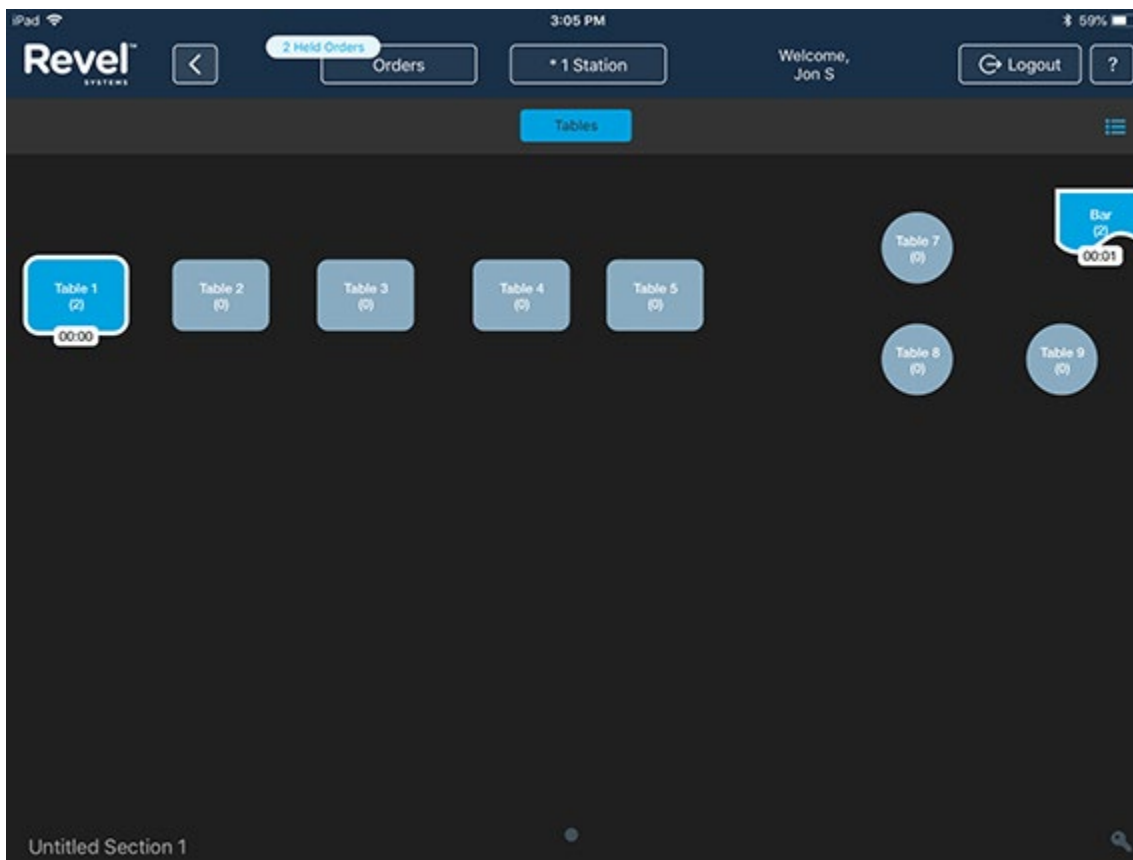 iPad 3:05 PM 59%
2 Held Orders
Revel™ Orders * 1 Station Welcome, Logout ?
SYSTEMS Jon S
Tables
Table 1
(2)
00:00
Table 2
(0)
Table 3
(0)
Table 4
(0)
Table 5
(0)
Table 7
(0)
Bar
(2)
00:01
Table 8
(0)
Table 9
(0)
Untitled Section 1